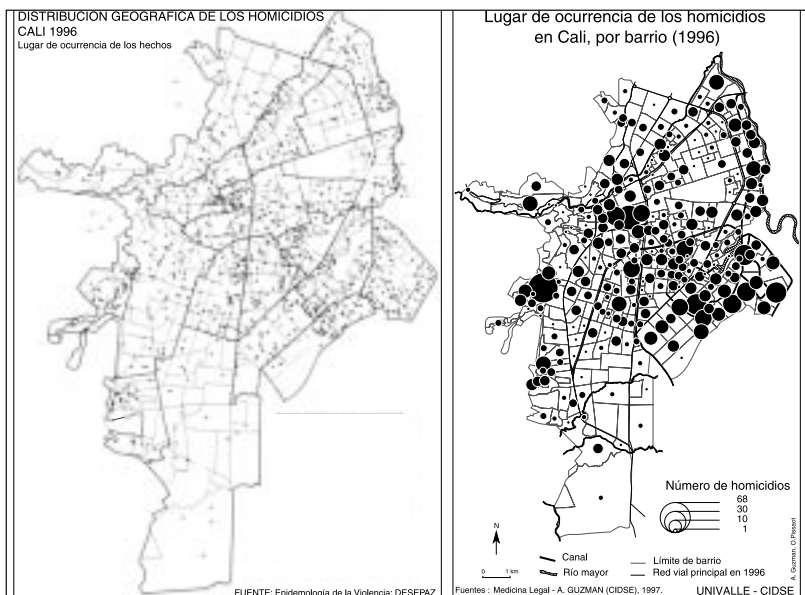 DISTRIBUCION GEOGRAFICA DE LOS HOMICIDIOS
CALI 1996
Lugar de ocurrencia de los hechos
FUENTE: Epidemología de la Violencia: DESEPAZ
Lugar de ocurrencia de los homicidios
en Cali, por barrio (1996)
Número de homicidios
68
30
10
1
N
0 1 km
Canal
Río mayor
Límite de barrio
Red vial principal en 1996
Fuentes : Medicina Legal - A. GUZMAN (CIDSE), 1997.
UNIVALLE - CIDSE
A. Guzman, O.Pissoat